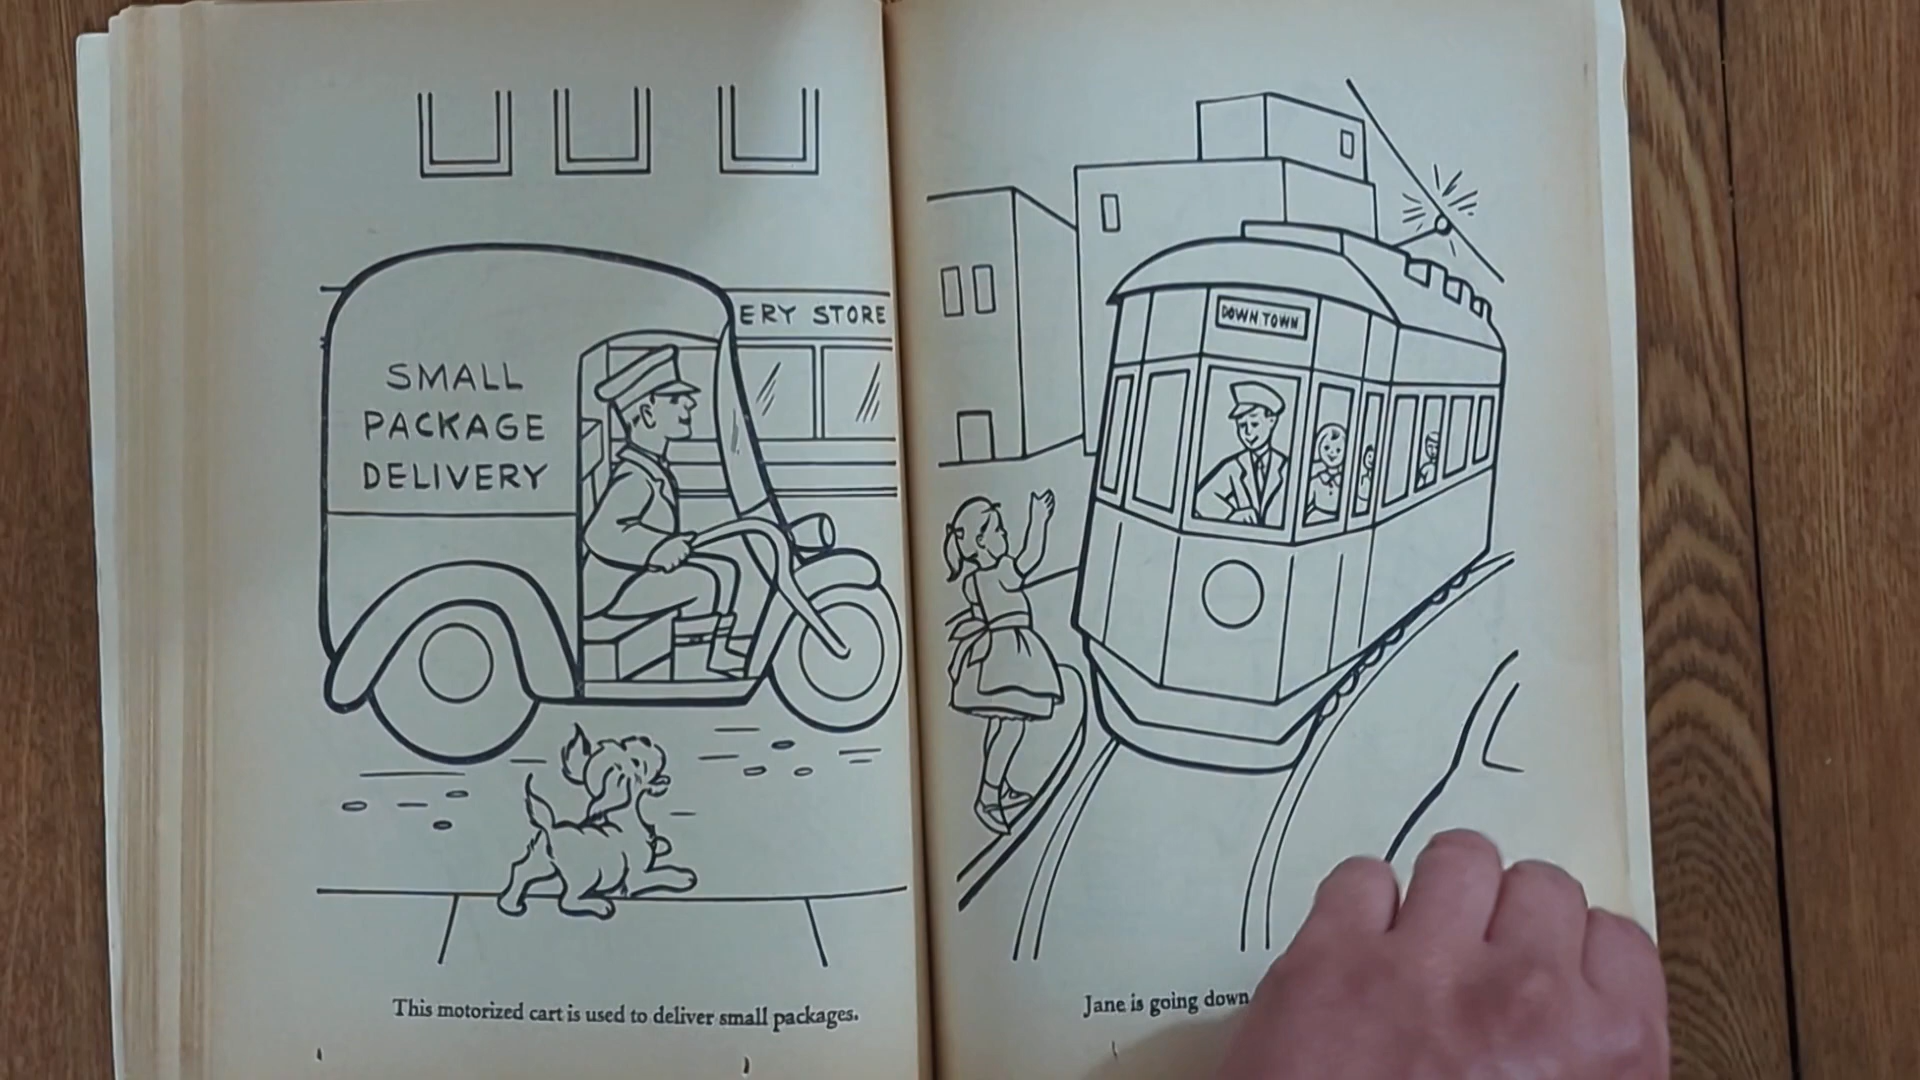 ERY STORE
SMALL
PACKAGE
DELIVERY
This motorized cart is used to deliver small packages.
DOWN TOWN
Jane is going down